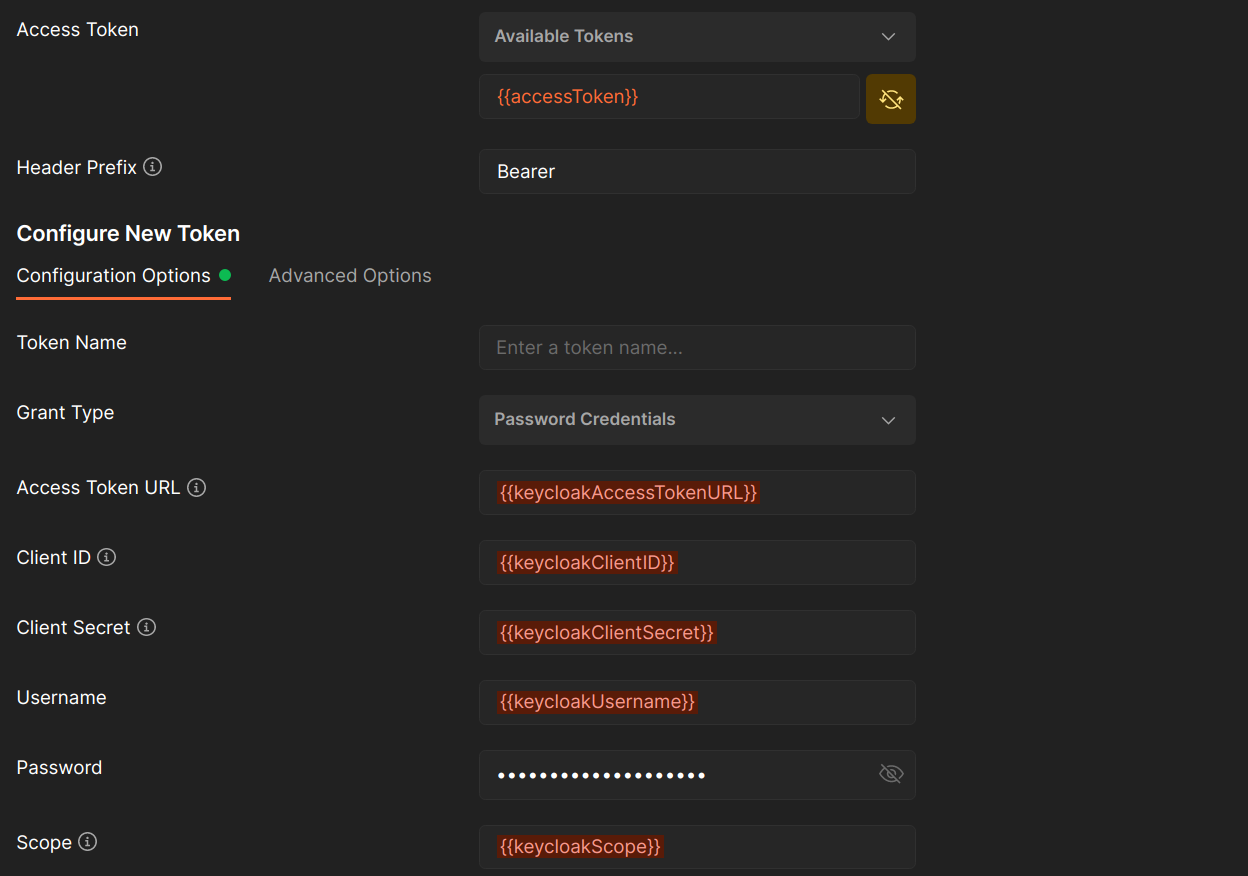 Access Token
Available Tokens
{{accessToken}}
Header Prefix
Bearer
Configure New Token
Configuration Options
Advanced Options
Token Name
Enter a token name...
Grant Type
Password Credentials
Access Token URL
{{keycloakAccessTokenURL}}
Client ID
{{keycloakClientID}}
Client Secret
{{keycloakClientSecret}}
Username
{{keycloakUsername}}
Password
••••••••••••••••••••
Scope
{{keycloakScope}}